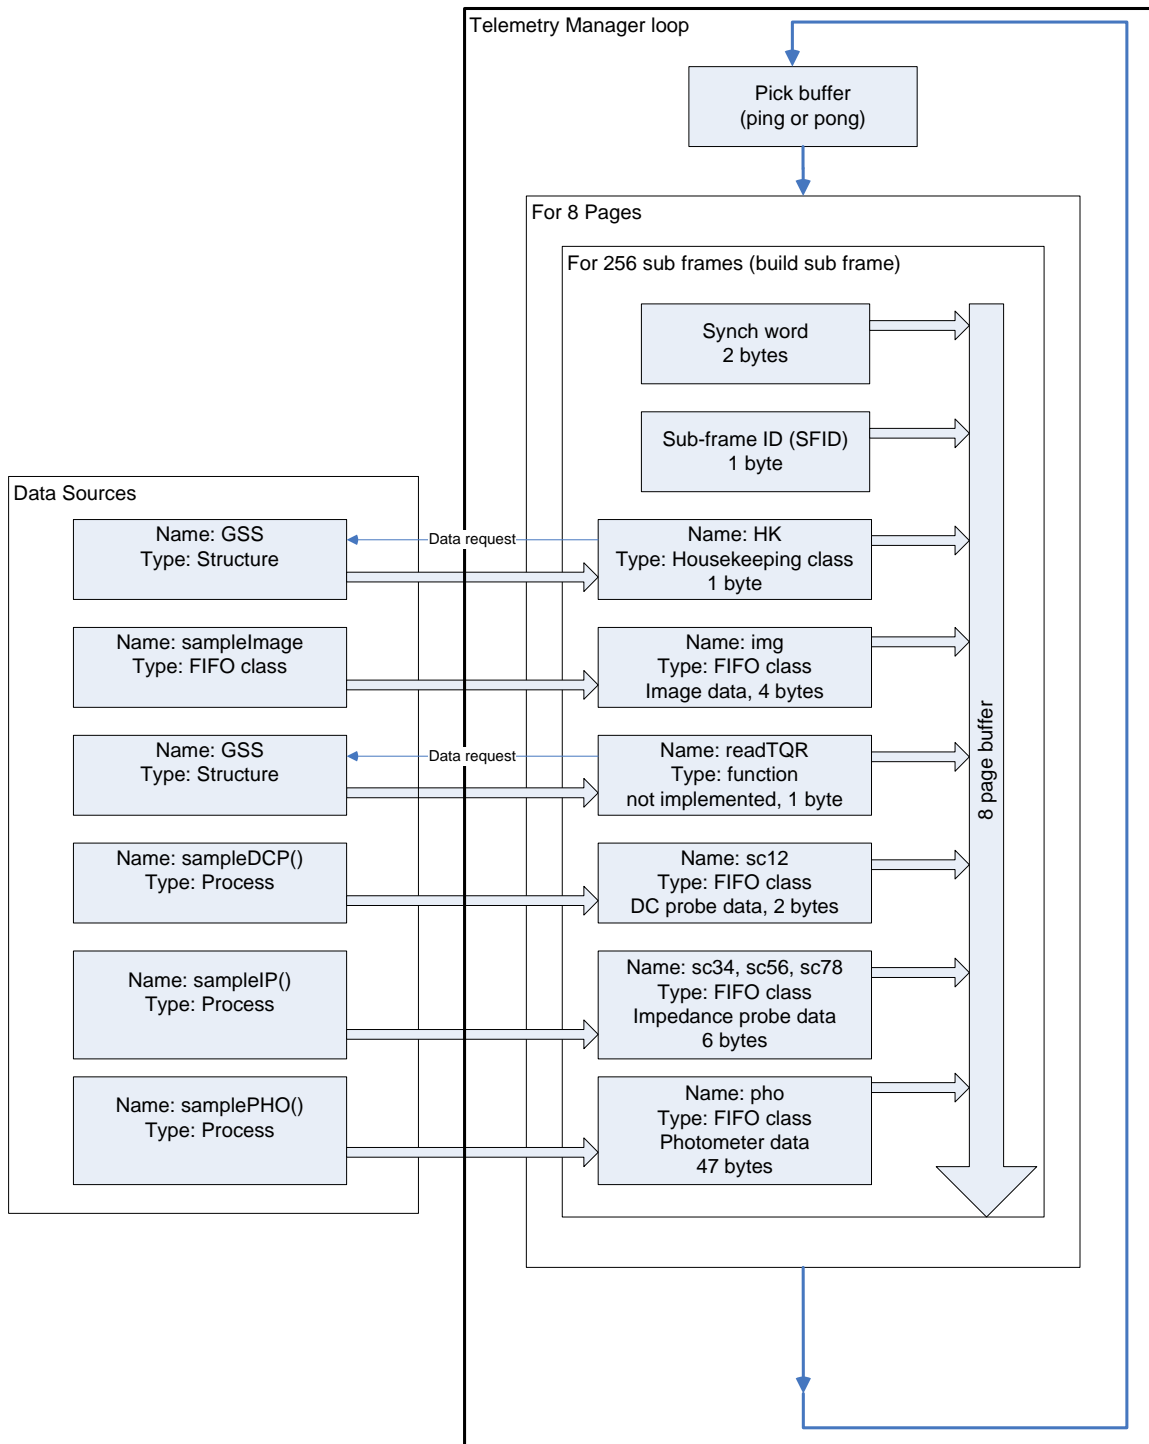 Telemetry Manager loop
Pick buffer
(ping or pong)
For 8 Pages
For 256 sub frames (build sub frame)
Synch word
2 bytes
Sub-frame ID (SFID)
1 byte
Data Sources
Name: GSS
Type: Structure
Data request
Name: HK
Type: Housekeeping class
1 byte
Name: sampleImage
Type: FIFO class
Name: img
Type: FIFO class
Image data, 4 bytes
Name: GSS
Type: Structure
Data request
Name: readTQR
Type: function
not implemented, 1 byte
Name: sampleDCP()
Type: Process
Name: sc12
Type: FIFO class
DC probe data, 2 bytes
Name: sampleIP()
Type: Process
Name: sc34, sc56, sc78
Type: FIFO class
Impedance probe data
6 bytes
Name: samplePHO()
Type: Process
Name: pho
Type: FIFO class
Photometer data
47 bytes
8 page buffer